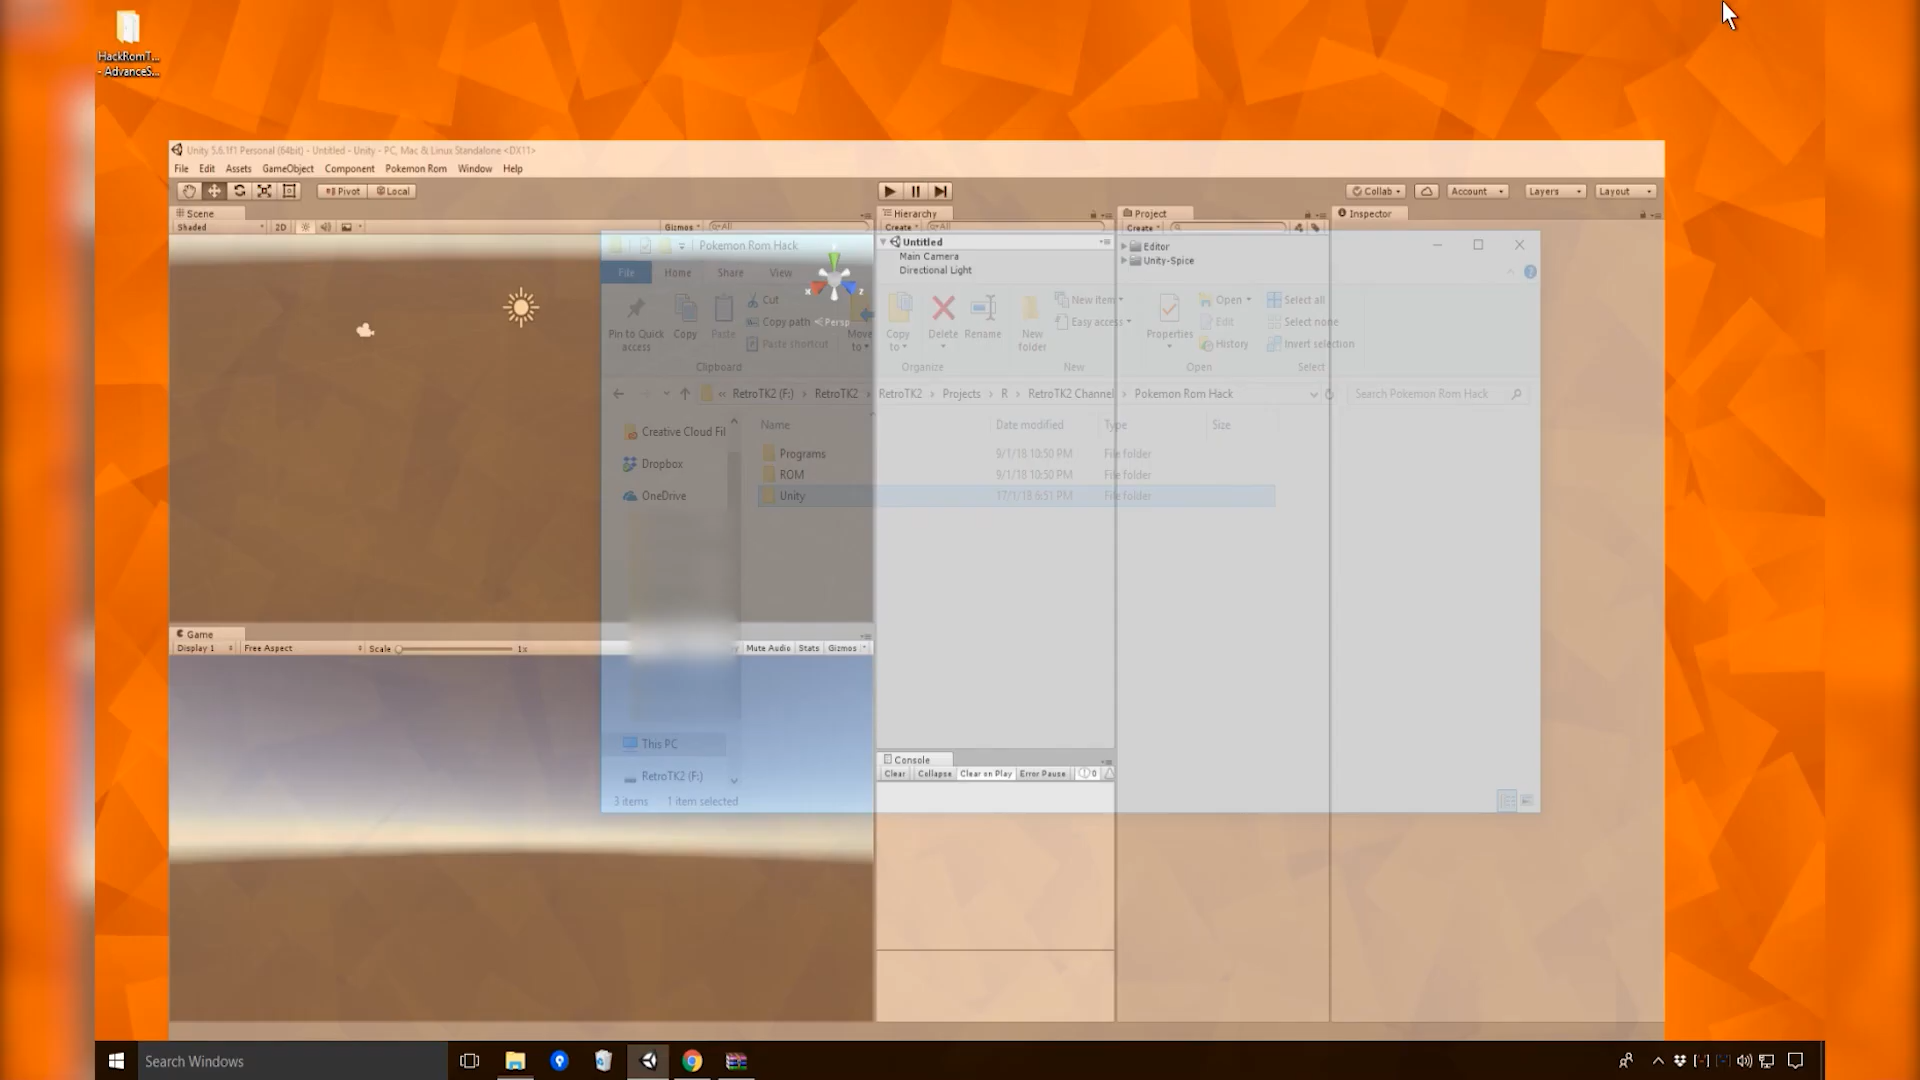 HackRomT...
- AdvanceS...
Unity 5.6.1f1 Personal (64bit) - Untitled - Unity - PC, Mac & Linux Standalone <DX11>
File Edit Assets GameObject Component Pokemon Rom Window Help
Pivot Local Collab Account Layers Layout
Scene Hierarchy Project Inspector
Shaded 2D Gizmos All Create All Create
Untitled
Main Camera
Directional Light
Editor
Unity-Spice
x z
Persp
Pokemon Rom Hack
File Home Share View
Pin to Quick access
Copy
Paste
Cut
Copy path
Paste shortcut
Move to
Copy to
Delete
Rename
New folder
New item
Easy access
Properties
Open
Edit
History
Select all
Select none
Invert selection
Clipboard Organize New Open Select
« RetroTK2 (F:) › RetroTK2 › RetroTK2 › Projects › R › RetroTK2 Channel › Pokemon Rom Hack Search Pokemon Rom Hack
Name Date modified Type Size
Programs 9/1/18 10:50 PM File folder
ROM 9/1/18 10:50 PM File folder
Unity 17/1/18 6:51 PM File folder
Creative Cloud Fil
Dropbox
OneDrive
This PC
RetroTK2 (F:)
3 items 1 item selected
Game
Display 1 Free Aspect Scale 1x Mute Audio Stats Gizmos
Console
Clear Collapse Clear on Play Error Pause 0
Search Windows